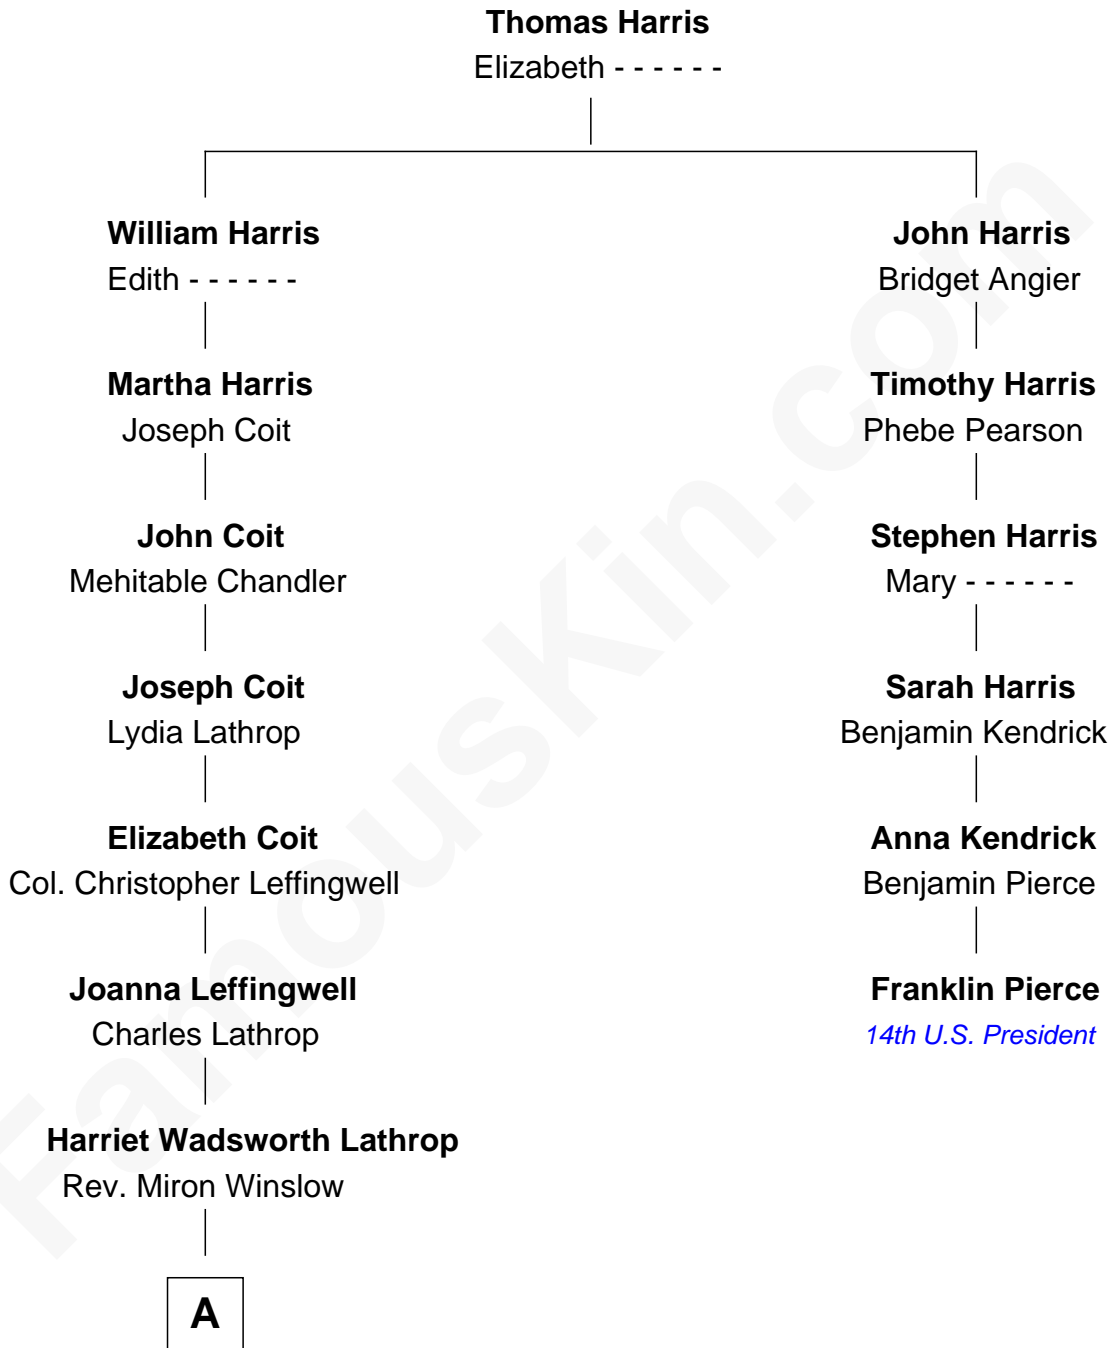 Thomas Harris
Elizabeth - - - - - -
William Harris
Edith - - - - - -
Martha Harris
Joseph Coit
John Coit
Mehitable Chandler
Joseph Coit
Lydia Lathrop
Elizabeth Coit
Col. Christopher Leffingwell
Joanna Leffingwell
Charles Lathrop
Harriet Wadsworth Lathrop
Rev. Miron Winslow
A
John Harris
Bridget Angier
Timothy Harris
Phebe Pearson
Stephen Harris
Mary - - - - - -
Sarah Harris
Benjamin Kendrick
Anna Kendrick
Benjamin Pierce
Franklin Pierce
14th U.S. President
FamousKin.com